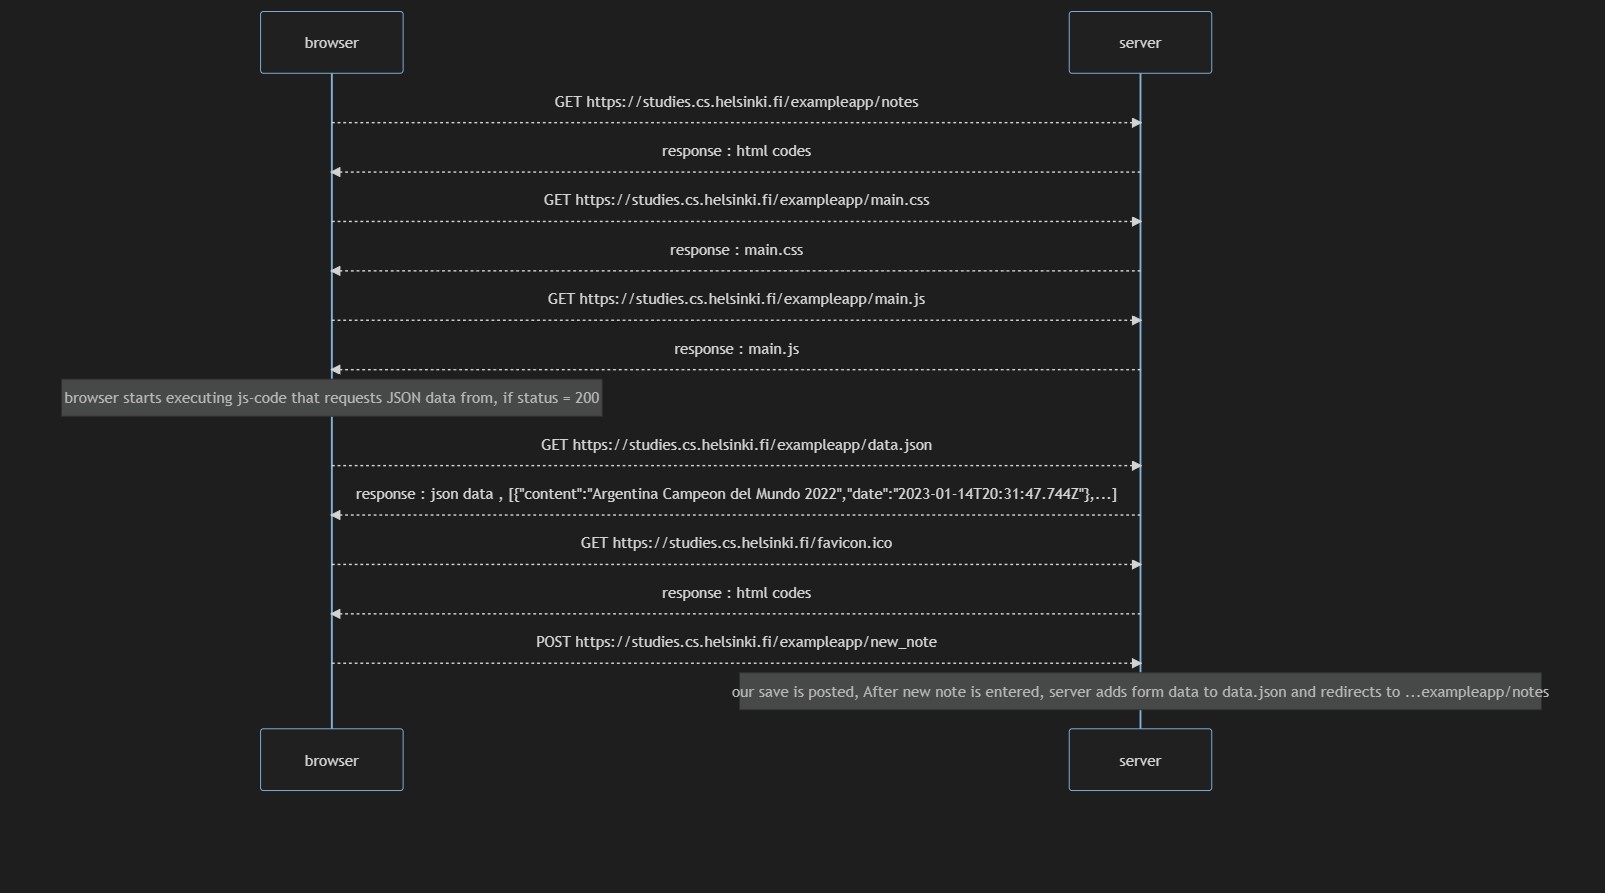 browser
server
GET https://studies.cs.helsinki.fi/exampleapp/notes
response : html codes
GET https://studies.cs.helsinki.fi/exampleapp/main.css
response : main.css
GET https://studies.cs.helsinki.fi/exampleapp/main.js
response : main.js
browser starts executing js-code that requests JSON data from, if status = 200
GET https://studies.cs.helsinki.fi/exampleapp/data.json
response : json data , [{"content":"Argentina Campeon del Mundo 2022","date":"2023-01-14T20:31:47.744Z"},...]
GET https://studies.cs.helsinki.fi/favicon.ico
response : html codes
POST https://studies.cs.helsinki.fi/exampleapp/new_note
our save is posted, After new note is entered, server adds form data to data.json and redirects to ...exampleapp/notes
browser
server